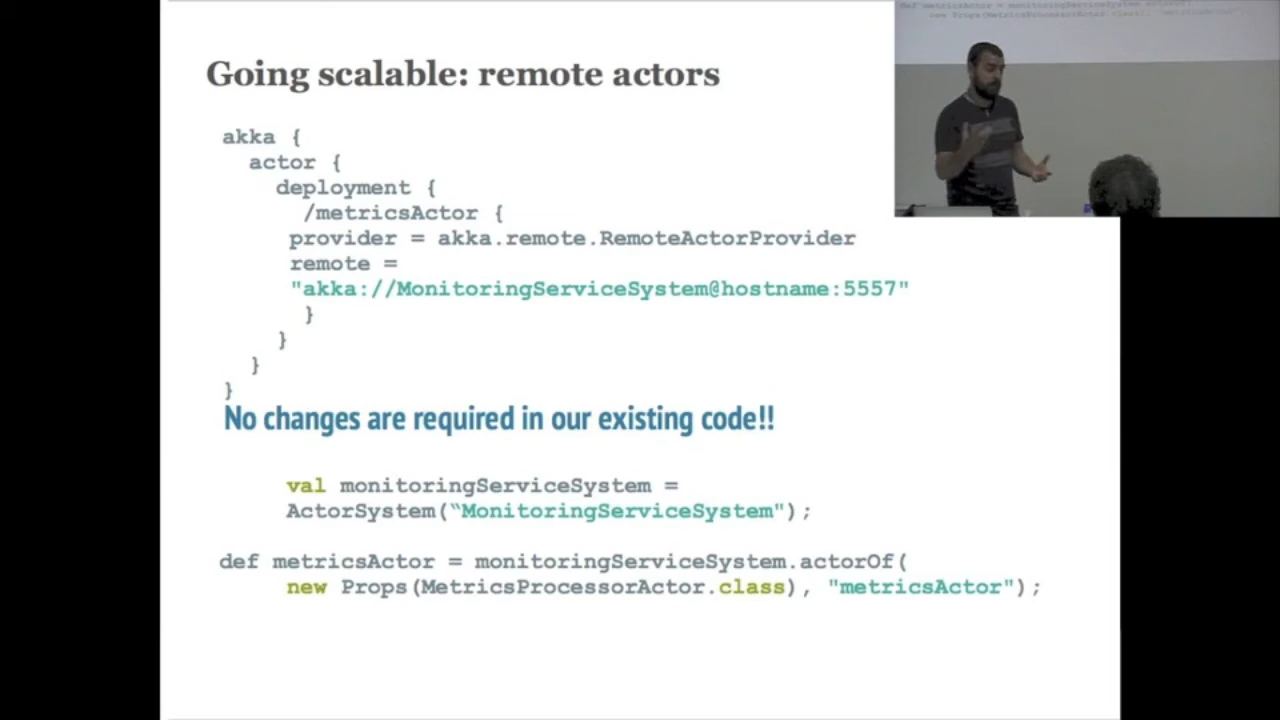 Going scalable: remote actors
akka {
actor {
deployment {
/metricsActor {
provider = akka.remote.RemoteActorProvider
remote =
"akka://MonitoringServiceSystem@hostname:5557"
}
}
}
}
No changes are required in our existing code!!
val monitoringServiceSystem =
ActorSystem(“MonitoringServiceSystem");
def metricsActor = monitoringServiceSystem.actorOf(
new Props(MetricsProcessorActor.class), "metricsActor");